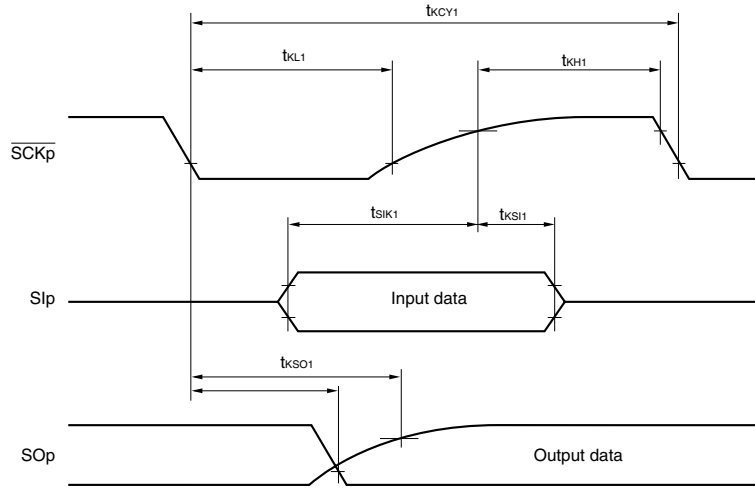 tKCY1
tKL1
tKH1
SCKp
tSIK1
tKSI1
SIp
Input data
tKSO1
SOp
Output data